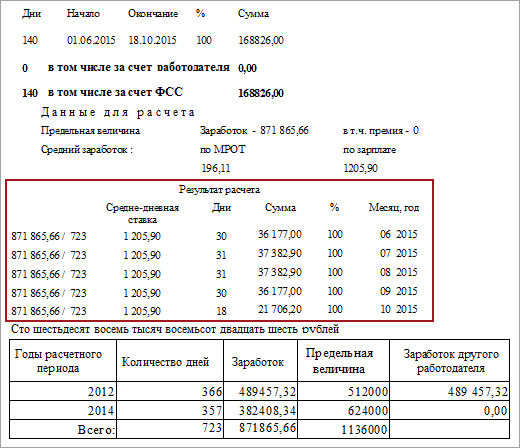 Дни Начало Окончание % Сумма
140 01.06.2015 18.10.2015 100 168826,00
0 в том числе за счет работодателя 0,00
140 в том числе за счет ФСС 168826,00
Данные для расчета
Предельная величина Заработок - 871 865,66 в т.ч. премия - 0
Средний заработок : по МРОТ по зарплате
196,11 1205,90
Результат расчета
Средне-дневная ставка Дни Сумма % Месяц, год
871 865,66 / 723 1 205,90 30 36 177,00 100 06 2015
871 865,66 / 723 1 205,90 31 37 382,90 100 07 2015
871 865,66 / 723 1 205,90 31 37 382,90 100 08 2015
871 865,66 / 723 1 205,90 30 36 177,00 100 09 2015
871 865,66 / 723 1 205,90 18 21 706,20 100 10 2015
Сто шестьдесят восемь тысяч восемьсот двадцать шесть рублей
Годы расчетного периода Количество дней Заработок Предельная величина Заработок другого работодателя
2012 366 489457,32 512000 489 457,32
2014 357 382408,34 624000 0,00
Всего: 723 871865,66 1136000